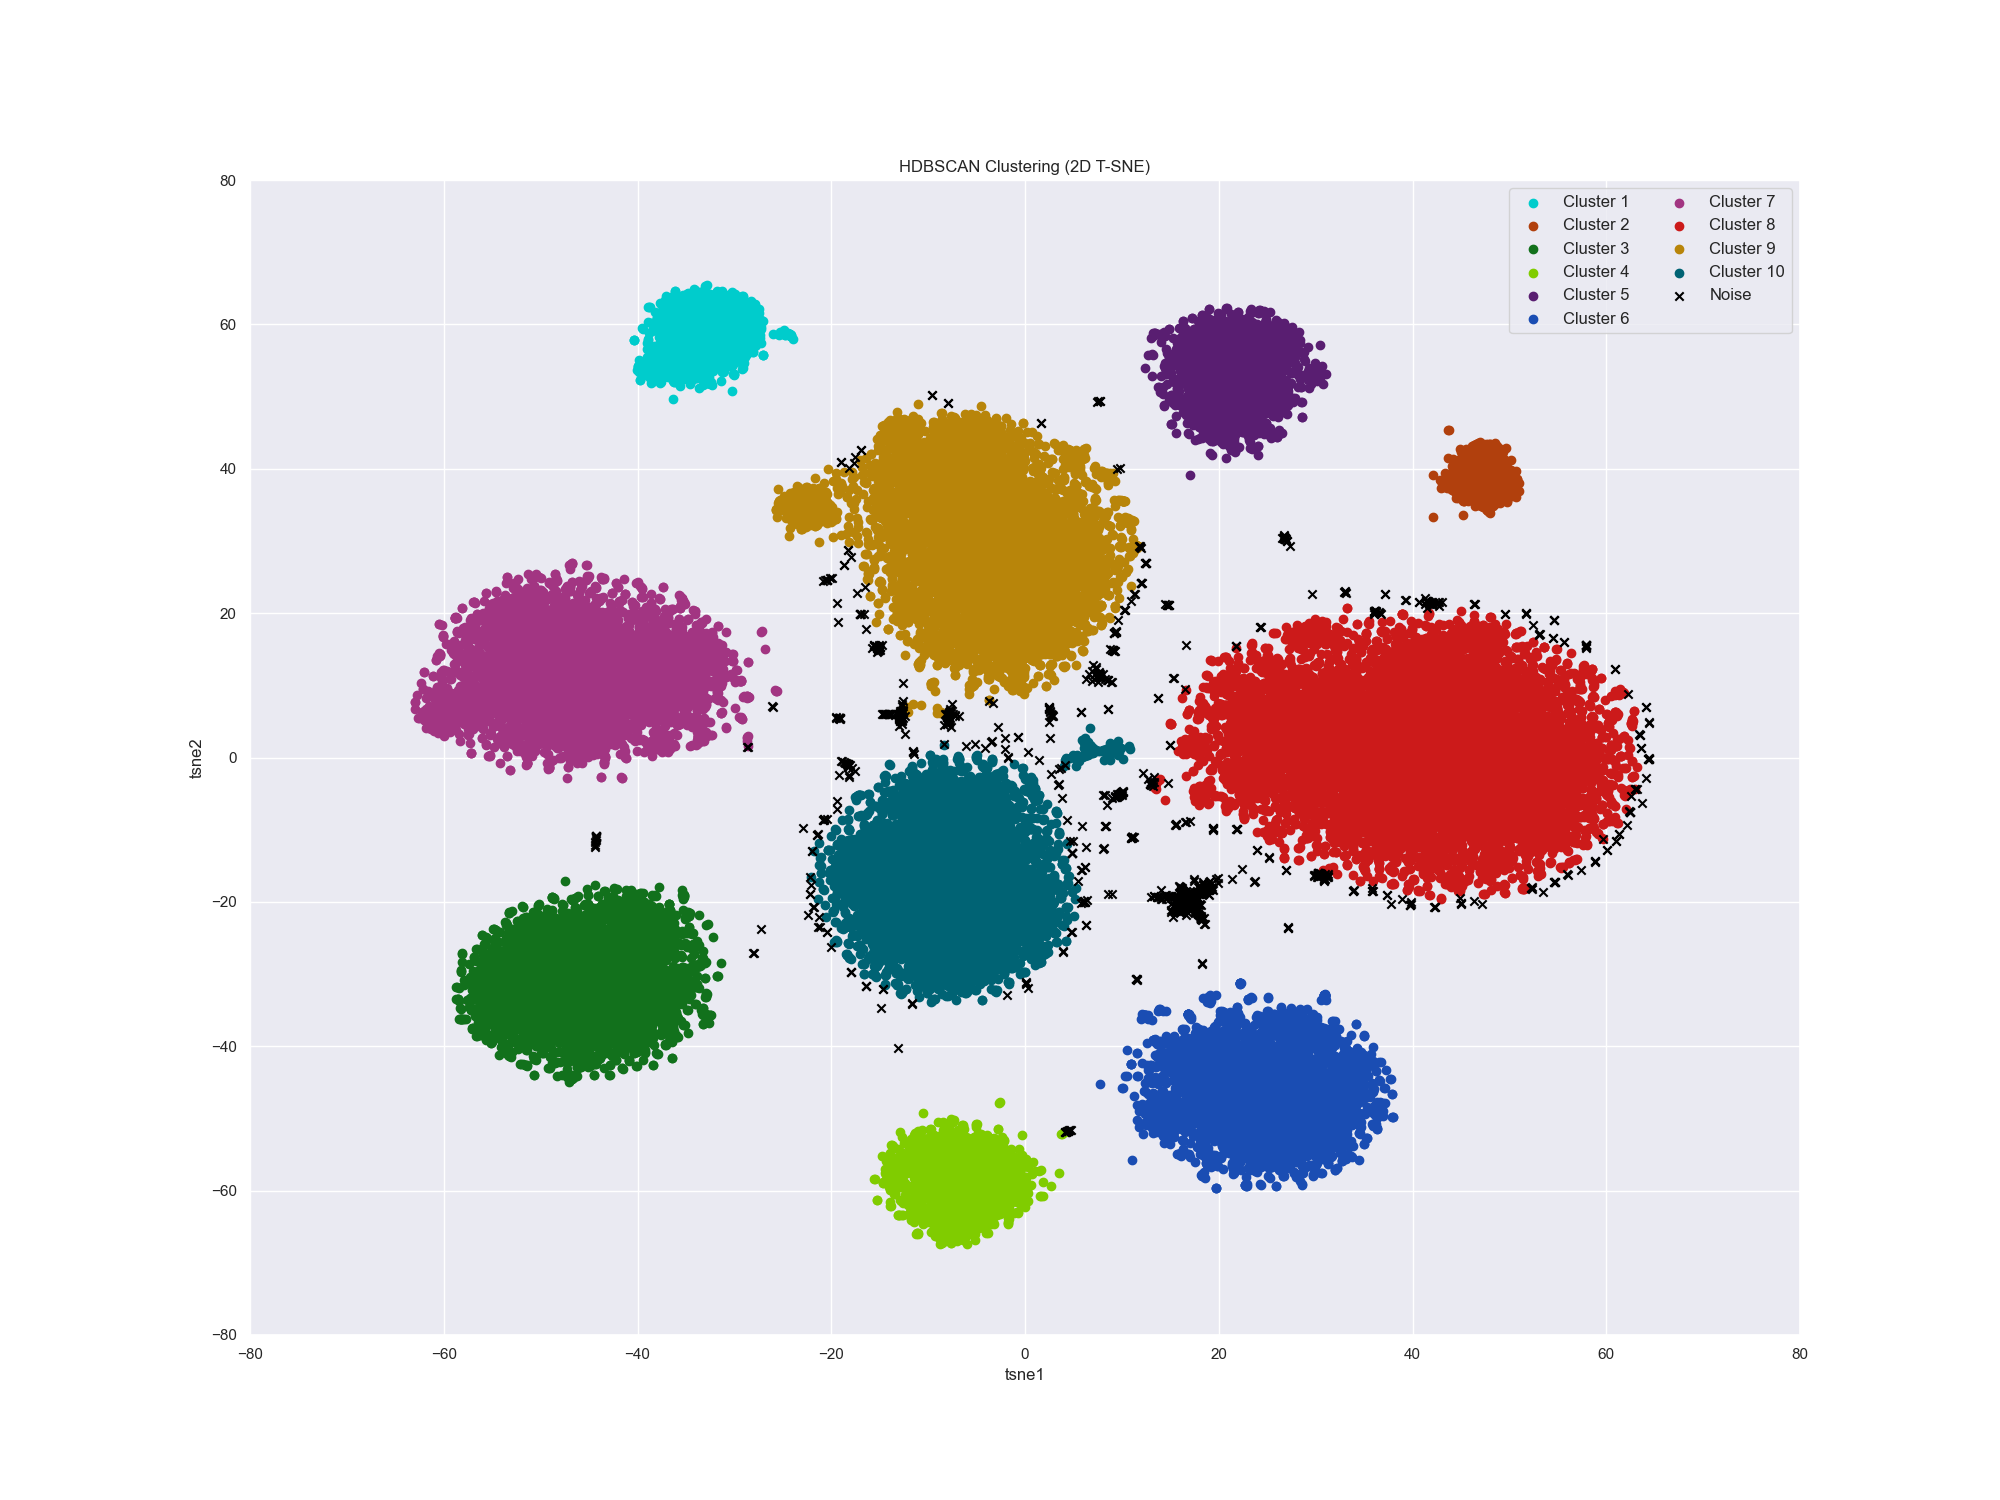 HDBSCAN Clustering (2D T-SNE)
80
60
40
20
0
−20
−40
−60
−80
tsne2
Cluster 1
Cluster 2
Cluster 3
Cluster 4
Cluster 5
Cluster 6
Cluster 7
Cluster 8
Cluster 9
Cluster 10
Noise
−80 −60 −40 −20 0 20 40 60 80
tsne1